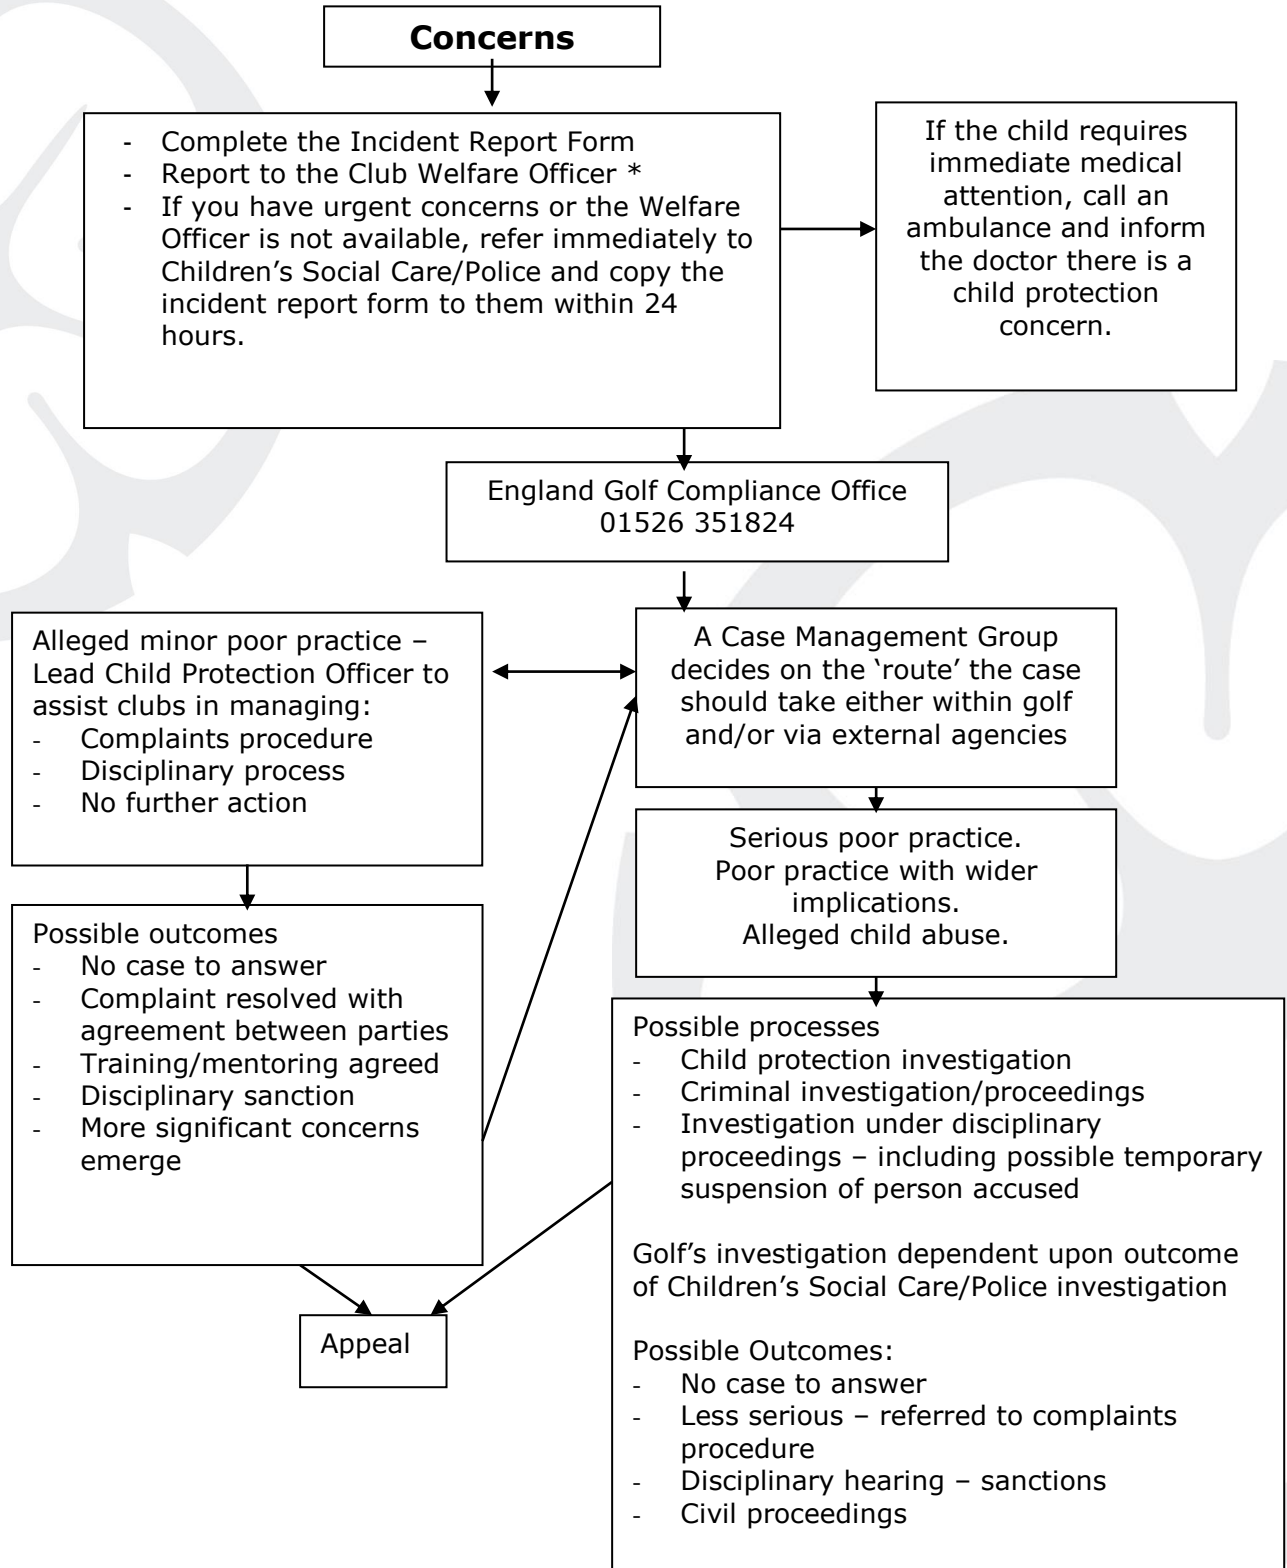 Concerns
- Complete the Incident Report Form
- Report to the Club Welfare Officer *
- If you have urgent concerns or the Welfare
Officer is not available, refer immediately to
Children’s Social Care/Police and copy the
incident report form to them within 24
hours.
If the child requires
immediate medical
attention, call an
ambulance and inform
the doctor there is a
child protection
concern.
England Golf Compliance Office
01526 351824
Alleged minor poor practice –
Lead Child Protection Officer to
assist clubs in managing:
- Complaints procedure
- Disciplinary process
- No further action
A Case Management Group
decides on the ‘route’ the case
should take either within golf
and/or via external agencies
Serious poor practice.
Poor practice with wider
implications.
Alleged child abuse.
Possible outcomes
- No case to answer
- Complaint resolved with
agreement between parties
- Training/mentoring agreed
- Disciplinary sanction
- More significant concerns
emerge
Possible processes
- Child protection investigation
- Criminal investigation/proceedings
- Investigation under disciplinary
proceedings – including possible temporary
suspension of person accused
Golf’s investigation dependent upon outcome
of Children’s Social Care/Police investigation
Possible Outcomes:
- No case to answer
- Less serious – referred to complaints
procedure
- Disciplinary hearing – sanctions
- Civil proceedings
Appeal